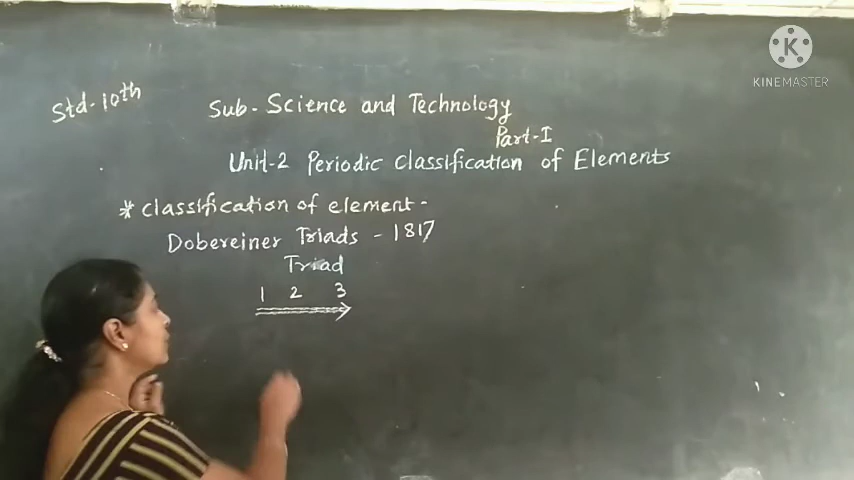 K
KINEMASTER
Std-10th
Sub- Science and Technology
Part-I
Unit-2 Periodic classification of Elements
* classification of element -
Dobereiner Triads - 1817
Triad
1 2 3